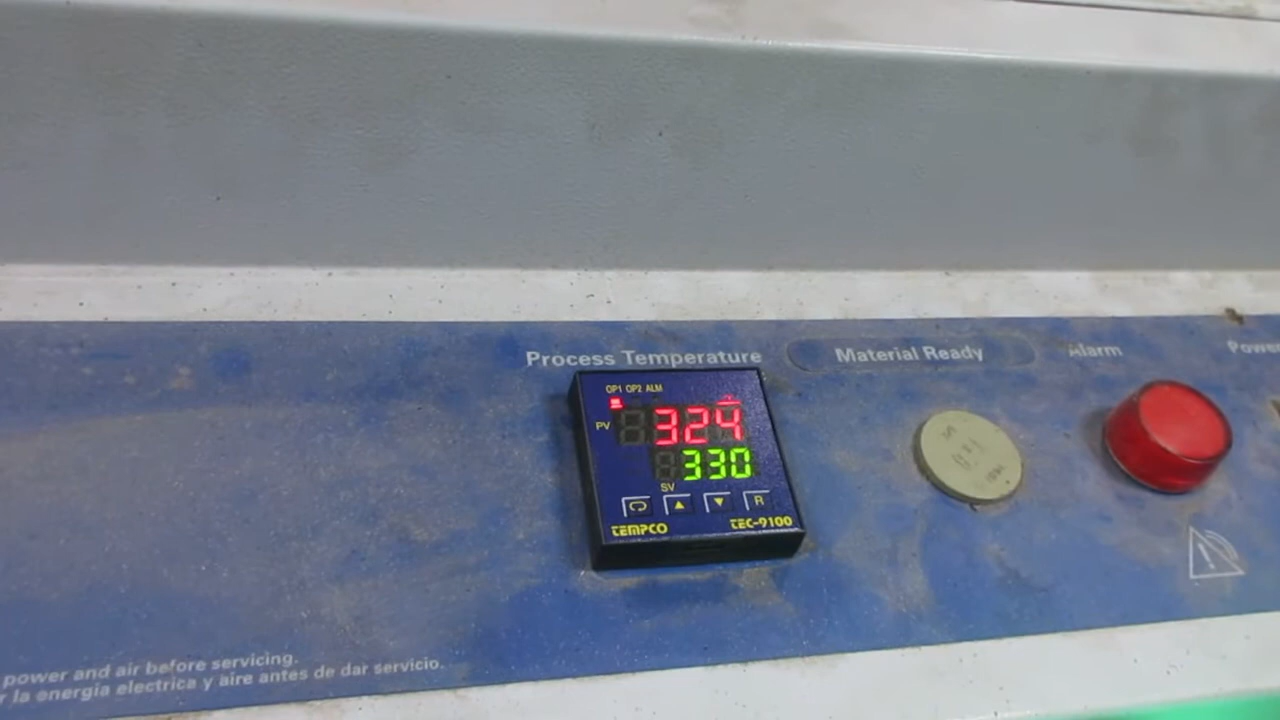 Process Temperature
Material Ready
Alarm
Power
OP1 OP2 ALM
PV 324
330
SV
R
TEMPCO TEC-9100
power and air before servicing.
r la energia electrica y aire antes de dar servicio.